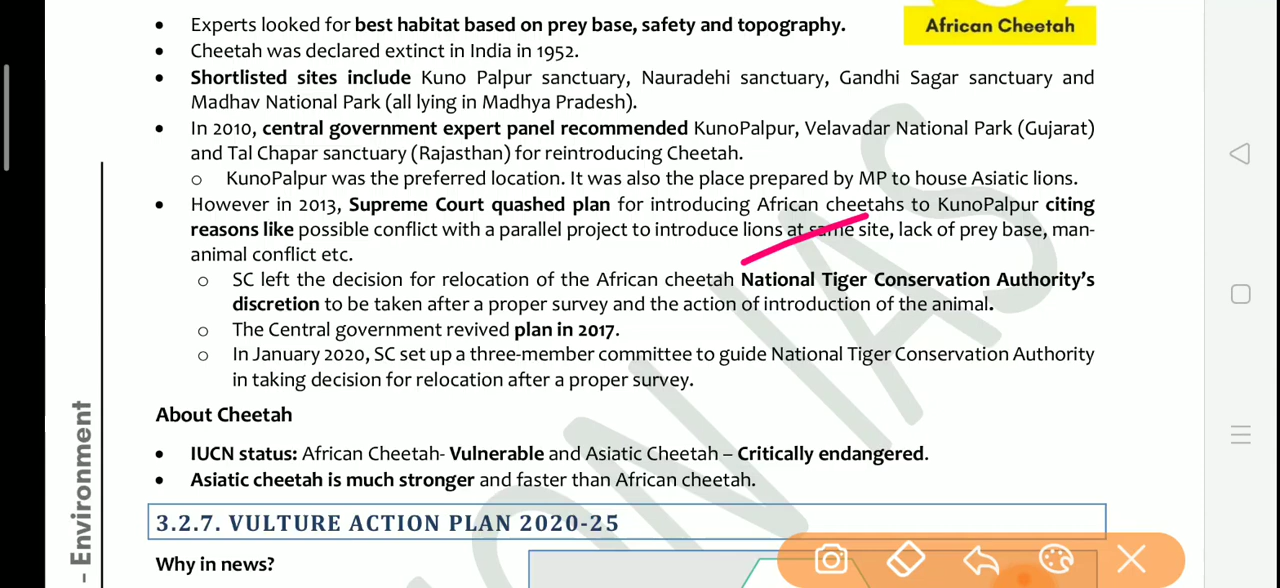 African Cheetah
• Experts looked for best habitat based on prey base, safety and topography.
• Cheetah was declared extinct in India in 1952.
• Shortlisted sites include Kuno Palpur sanctuary, Nauradehi sanctuary, Gandhi Sagar sanctuary and
Madhav National Park (all lying in Madhya Pradesh).
• In 2010, central government expert panel recommended KunoPalpur, Velavadar National Park (Gujarat)
and Tal Chapar sanctuary (Rajasthan) for reintroducing Cheetah.
o KunoPalpur was the preferred location. It was also the place prepared by MP to house Asiatic lions.
• However in 2013, Supreme Court quashed plan for introducing African cheetahs to KunoPalpur citing
reasons like possible conflict with a parallel project to introduce lions at same site, lack of prey base, man-
animal conflict etc.
o SC left the decision for relocation of the African cheetah National Tiger Conservation Authority's
discretion to be taken after a proper survey and the action of introduction of the animal.
o The Central government revived plan in 2017.
o In January 2020, SC set up a three-member committee to guide National Tiger Conservation Authority
in taking decision for relocation after a proper survey.
About Cheetah
• IUCN status: African Cheetah- Vulnerable and Asiatic Cheetah – Critically endangered.
• Asiatic cheetah is much stronger and faster than African cheetah.
3.2.7. VULTURE ACTION PLAN 2020-25
Why in news?
- Environment
ON IAS